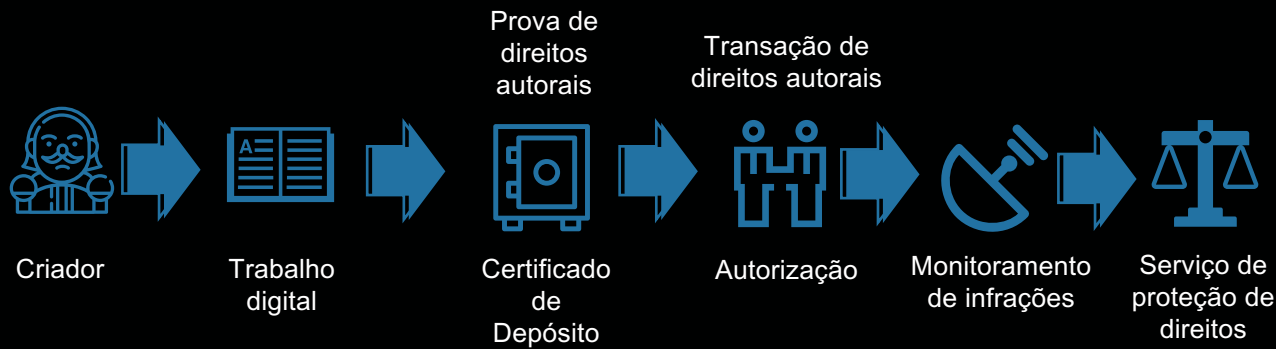 Prova de
direitos
autorais
Transação de
direitos autorais
A
Criador
Trabalho
digital
Certificado
de
Depósito
Autorização
Monitoramento
de infrações
Serviço de
proteção de
direitos